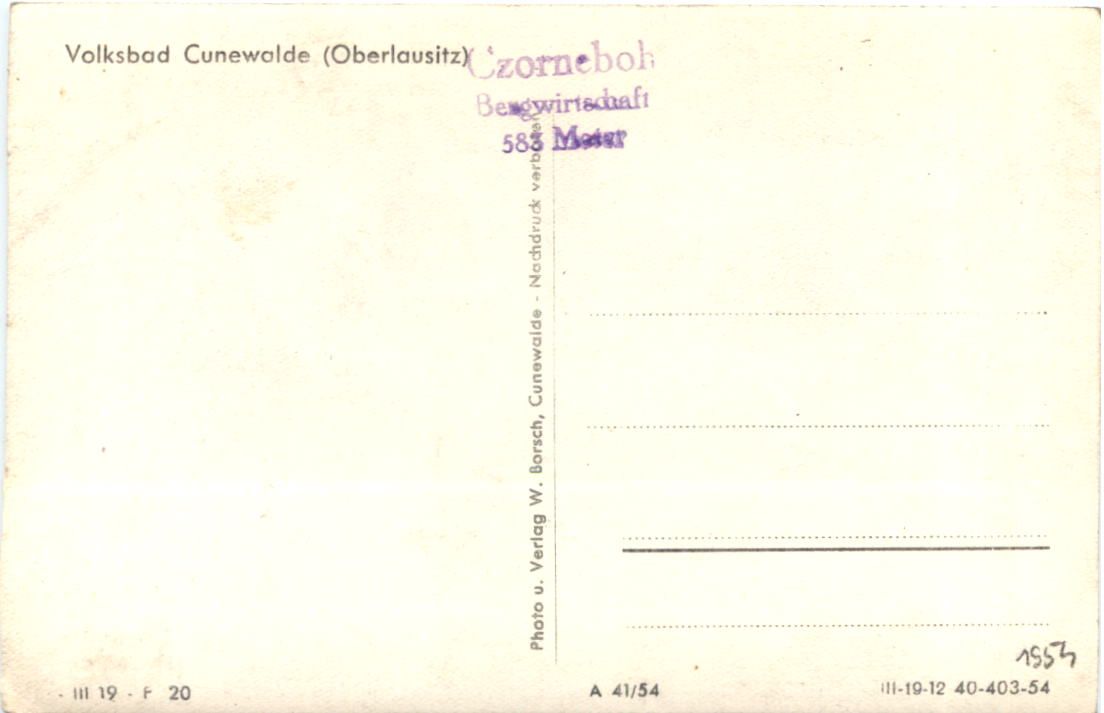 Volksbad Cunewalde (Oberlausitz)
Czorneboh
Bergwirtschaft
583 Meter
Photo u. Verlag W. Borsch, Cunewalde - Nachdruck verboten
- III 19 - F 20
A 41/54
III-19-12 40-403-54